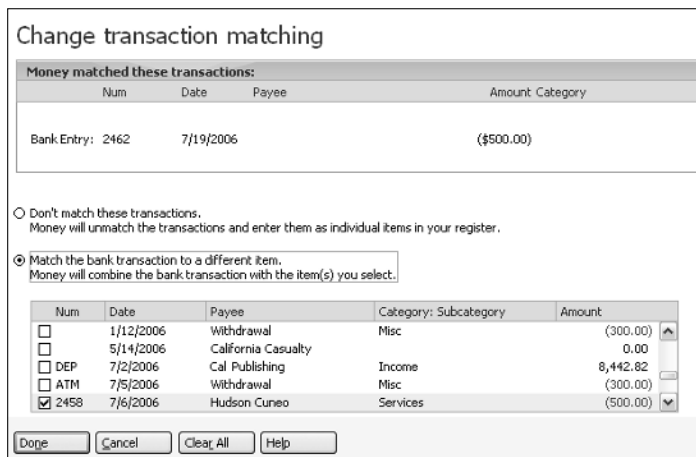 Change transaction matching
Money matched these transactions:
Num Date Payee Amount Category
Bank Entry: 2462 7/19/2006 ($500.00)
Don't match these transactions.
Money will unmatch the transactions and enter them as individual items in your register.
Match the bank transaction to a different item.
Money will combine the bank transaction with the item(s) you select.
Num Date Payee Category: Subcategory Amount
1/12/2006 Withdrawal Misc (300.00)
5/14/2006 California Casualty 0.00
DEP 7/2/2006 Cal Publishing Income 8,442.82
ATM 7/5/2006 Withdrawal Misc (300.00)
2458 7/6/2006 Hudson Cuneo Services (500.00)
Done Cancel Clear All Help